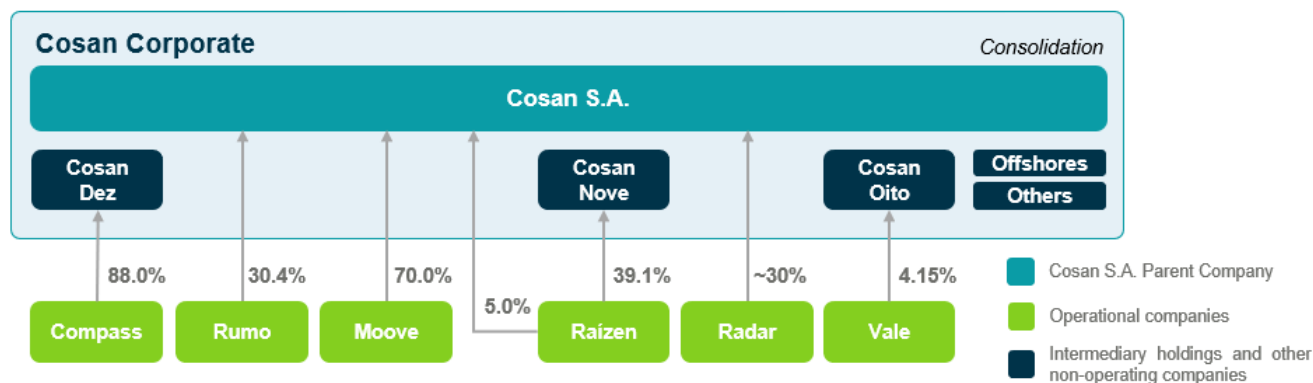 Cosan Corporate
Consolidation
Cosan S.A.
Cosan
Dez
Cosan
Nove
Cosan
Oito
Offshores
Others
88.0%
30.4%
70.0%
5.0%
39.1%
~30%
4.15%
Compass
Rumo
Moove
Raízen
Radar
Vale
Cosan S.A. Parent Company
Operational companies
Intermediary holdings and other
non-operating companies